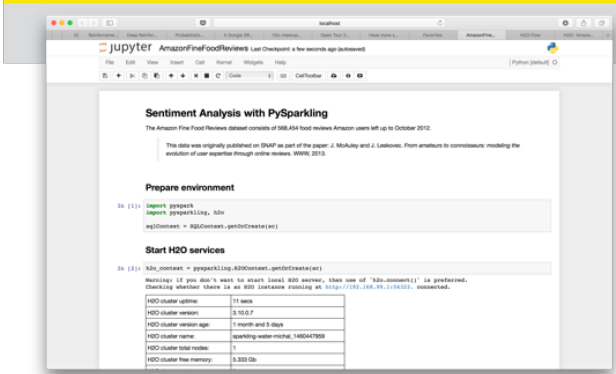 localhost
jupyter AmazonFineFoodReviews Last Checkpoint: a few seconds ago (autosaved)
File Edit View Insert Cell Kernel Widgets Help
Python [default]
Code CellToolbar
Sentiment Analysis with PySparkling
The Amazon Fine Food Reviews dataset consists of 568,454 food reviews Amazon users left up to October 2012.
This data was originally published on SNAP as part of the paper: J. McAuley and J. Leskovec. From amateurs to connoisseurs: modeling the
evolution of user expertise through online reviews. WWW, 2013.
Prepare environment
In [1]: import pyspark
import pysparkling, h2o
sqlContext = SQLContext.getOrCreate(sc)
Start H2O services
In [2]: h2o_context = pysparkling.H2OContext.getOrCreate(sc)
Warning: if you don't want to start local H2O server, then use of `h2o.connect()` is preferred.
Checking whether there is an H2O instance running at http://192.168.99.1:54323. connected.
H2O cluster uptime: 11 secs
H2O cluster version: 3.10.0.7
H2O cluster version age: 1 month and 5 days
H2O cluster name: sparkling-water-michal_1460447959
H2O cluster total nodes: 1
H2O cluster free memory: 5.333 Gb